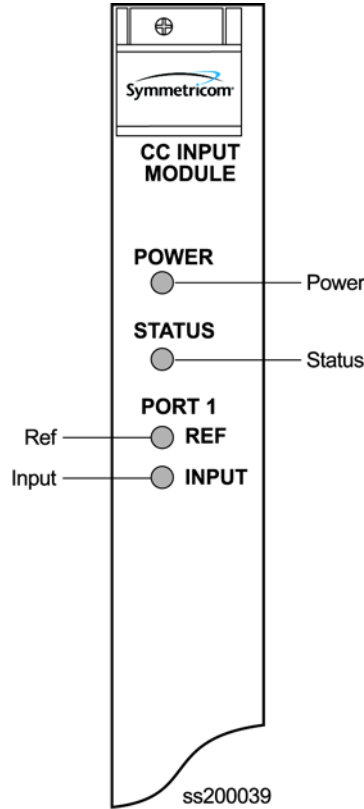 Symmetricom
CC INPUT
MODULE
POWER
Power
STATUS
Status
PORT 1
Ref
REF
Input
INPUT
ss200039